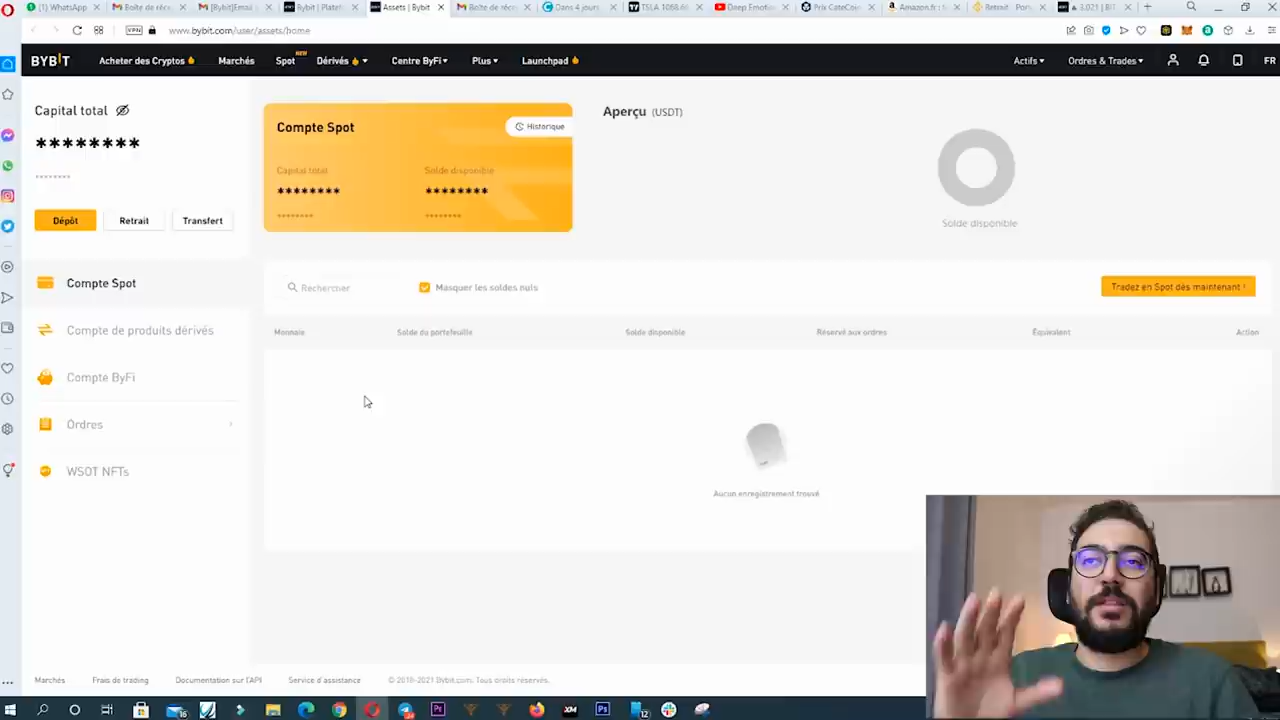 (1) WhatsApp
Boîte de réc
[Bybit]Email
Bybit | Platef
Assets | Bybit
Boîte de réc
Dans 4 jours
TSLA 1068.66
Deep Emotio
Prix CateCoin
Amazon.fr : f
Retrait
3.021 | BIT
VPN
www.bybit.com/user/assets/home
BYBIT
Acheter des Cryptos
Marchés
Spot
NEW
Dérivés
Centre ByFi
Plus
Launchpad
Actifs
Ordres & Trades
FR
Capital total
********
********
Dépôt
Retrait
Transfert
Compte Spot
Historique
Capital total
Solde disponible
********
********
********
********
Aperçu (USDT)
Solde disponible
Compte Spot
Compte de produits dérivés
Compte ByFi
Ordres
WSOT NFTs
Rechercher
Masquer les soldes nuls
Tradez en Spot dès maintenant
Monnaie
Solde du portefeuille
Solde disponible
Réservé aux ordres
Équivalent
Action
Aucun enregistrement trouvé
Marchés
Frais de trading
Documentation sur l'API
Service d'assistance
© 2018-2021 Bybit.com. Tous droits réservés.